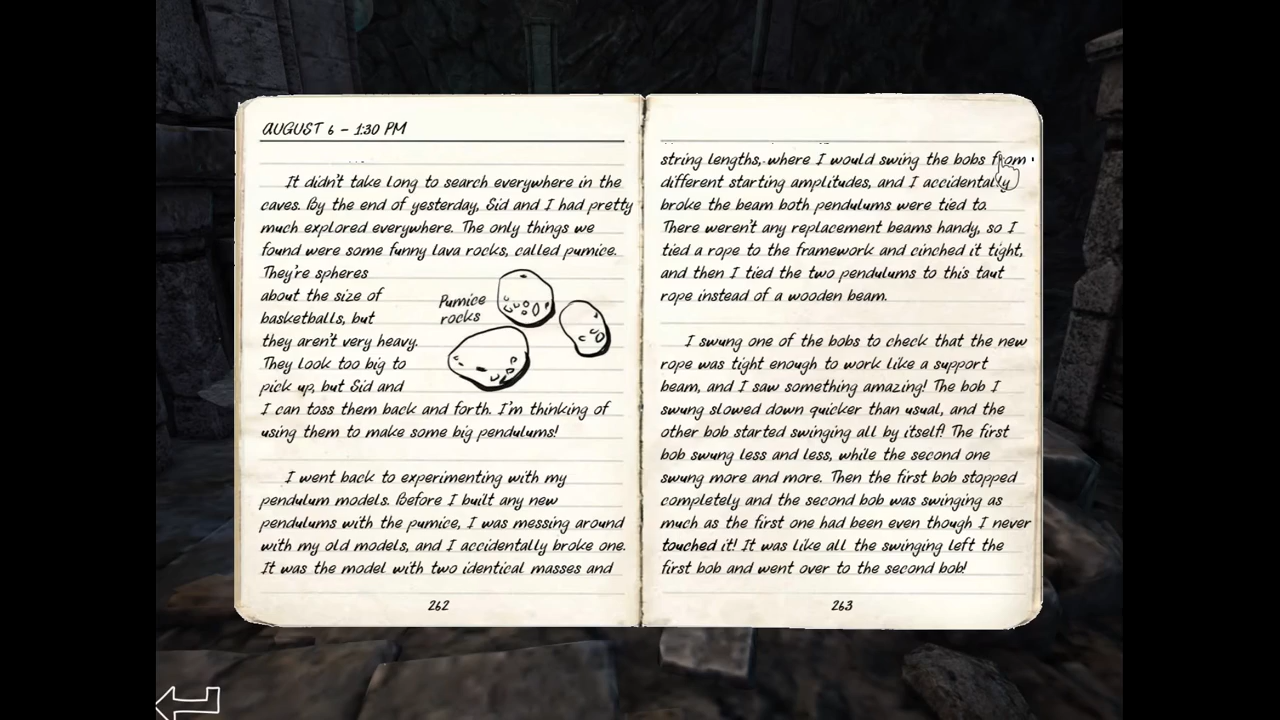 AUGUST 6 – 1:30 PM
It didn't take long to search everywhere in the
caves. By the end of yesterday, Sid and I had pretty
much explored everywhere. The only things we
found were some funny lava rocks, called pumice.
They're spheres
about the size of
basketballs, but
they aren't very heavy.
They look too big to
pick up, but Sid and
Pumice
rocks
I can toss them back and forth. I'm thinking of
using them to make some big pendulums!
I went back to experimenting with my
pendulum models. Before I built any new
pendulums with the pumice, I was messing around
with my old models, and I accidentally broke one.
It was the model with two identical masses and
262
string lengths, where I would swing the bobs from
different starting amplitudes, and I accidentally
broke the beam both pendulums were tied to.
There weren't any replacement beams handy, so I
tied a rope to the framework and cinched it tight,
and then I tied the two pendulums to this taut
rope instead of a wooden beam.
I swung one of the bobs to check that the new
rope was tight enough to work like a support
beam, and I saw something amazing! The bob I
swung slowed down quicker than usual, and the
other bob started swinging all by itself! The first
bob swung less and less, while the second one
swung more and more. Then the first bob stopped
completely and the second bob was swinging as
much as the first one had been even though I never
touched it! It was like all the swinging left the
first bob and went over to the second bob!
263